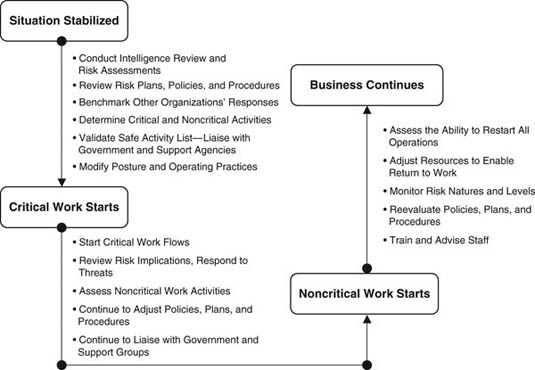 Situation Stabilized
• Conduct Intelligence Review and
Risk Assessments
• Review Risk Plans, Policies, and Procedures
• Benchmark Other Organizations' Responses
• Determine Critical and Noncritical Activities
• Validate Safe Activity List—Liaise with
Government and Support Agencies
• Modify Posture and Operating Practices
Critical Work Starts
• Start Critical Work Flows
• Review Risk Implications, Respond to
Threats
• Assess Noncritical Work Activities
• Continue to Adjust Policies, Plans, and
Procedures
• Continue to Liaise with Government and
Support Groups
Noncritical Work Starts
• Assess the Ability to Restart All
Operations
• Adjust Resources to Enable
Return to Work
• Monitor Risk Natures and Levels
• Reevaluate Policies, Plans, and
Procedures
• Train and Advise Staff
Business Continues